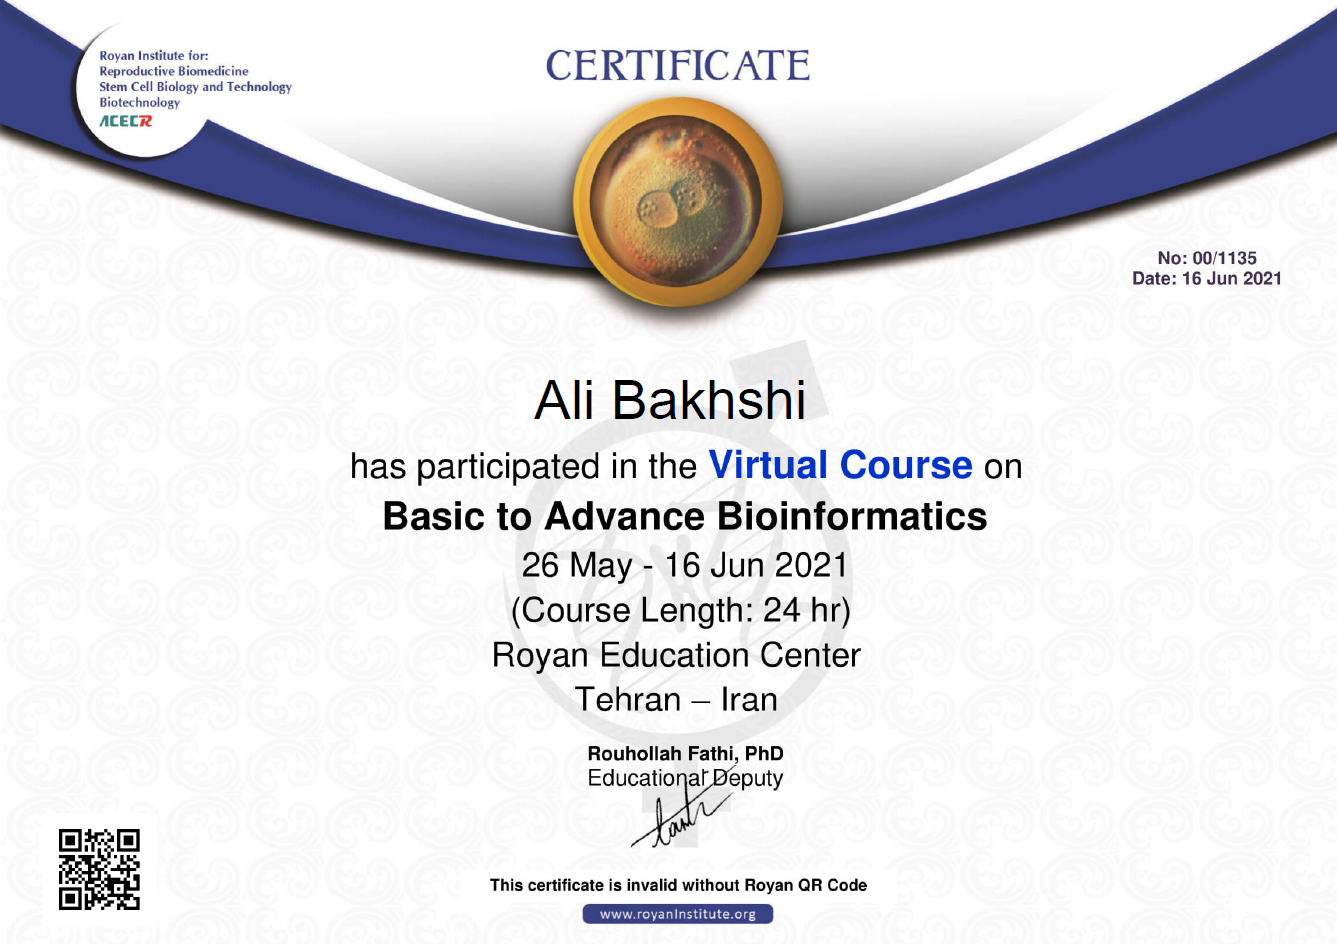 Royan Institute for:
Reproductive Biomedicine
Stem Cell Biology and Technology
Biotechnology
ACECR
CERTIFICATE
No: 00/1135
Date: 16 Jun 2021
Ali Bakhshi
has participated in the Virtual Course on
Basic to Advance Bioinformatics
26 May - 16 Jun 2021
(Course Length: 24 hr)
Royan Education Center
Tehran – Iran
Rouhollah Fathi, PhD
Educational Deputy
This certificate is invalid without Royan QR Code
www.royanInstitute.org